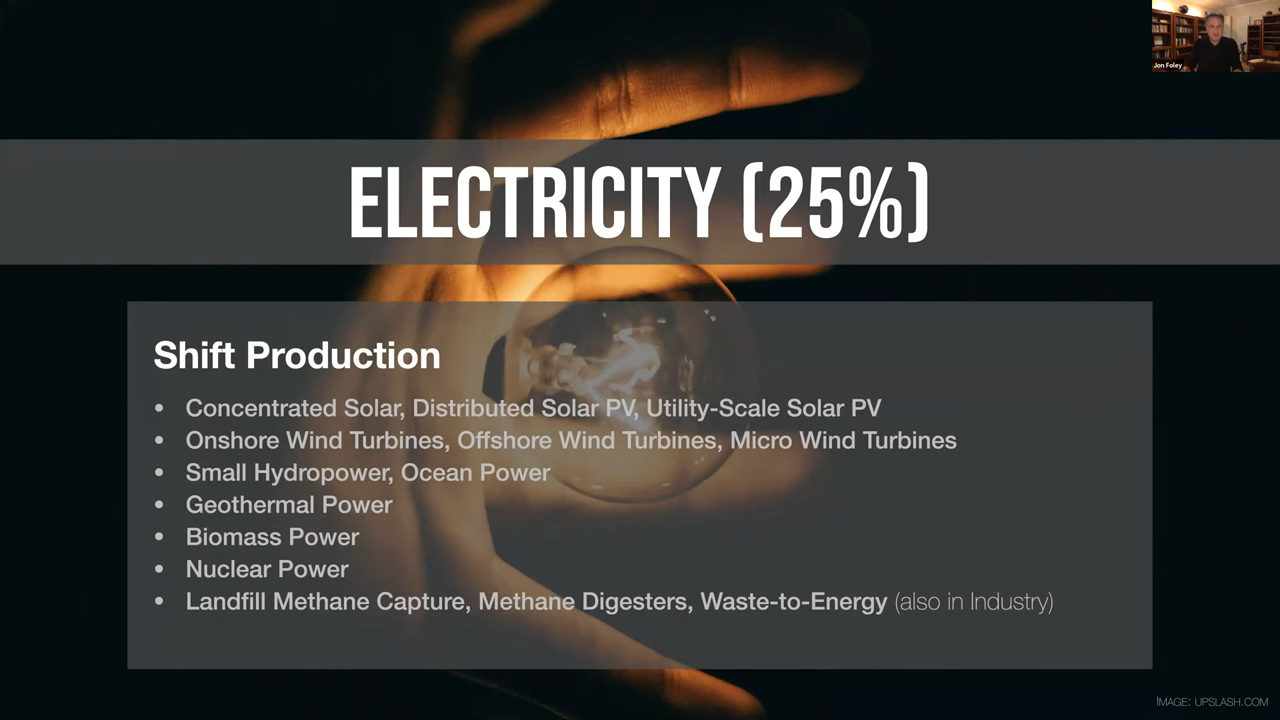 Jon Foley
ELECTRICITY (25%)
Shift Production
• Concentrated Solar, Distributed Solar PV, Utility-Scale Solar PV
• Onshore Wind Turbines, Offshore Wind Turbines, Micro Wind Turbines
• Small Hydropower, Ocean Power
• Geothermal Power
• Biomass Power
• Nuclear Power
• Landfill Methane Capture, Methane Digesters, Waste-to-Energy (also in Industry)
IMAGE: UPSLASH.COM